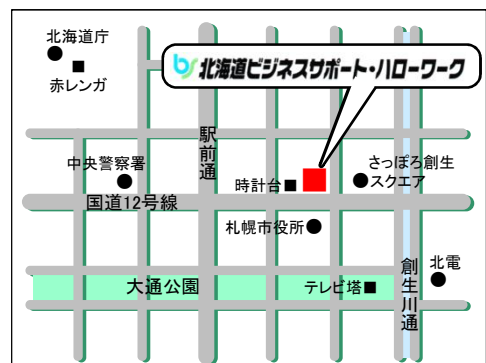 北海道庁
赤レンガ
bs 北海道ビジネスサポート・ハローワーク
駅前通
中央警察署
時計台
さっぽろ創生
スクエア
国道12号線
札幌市役所
大通公園
テレビ塔
創生川通
北電